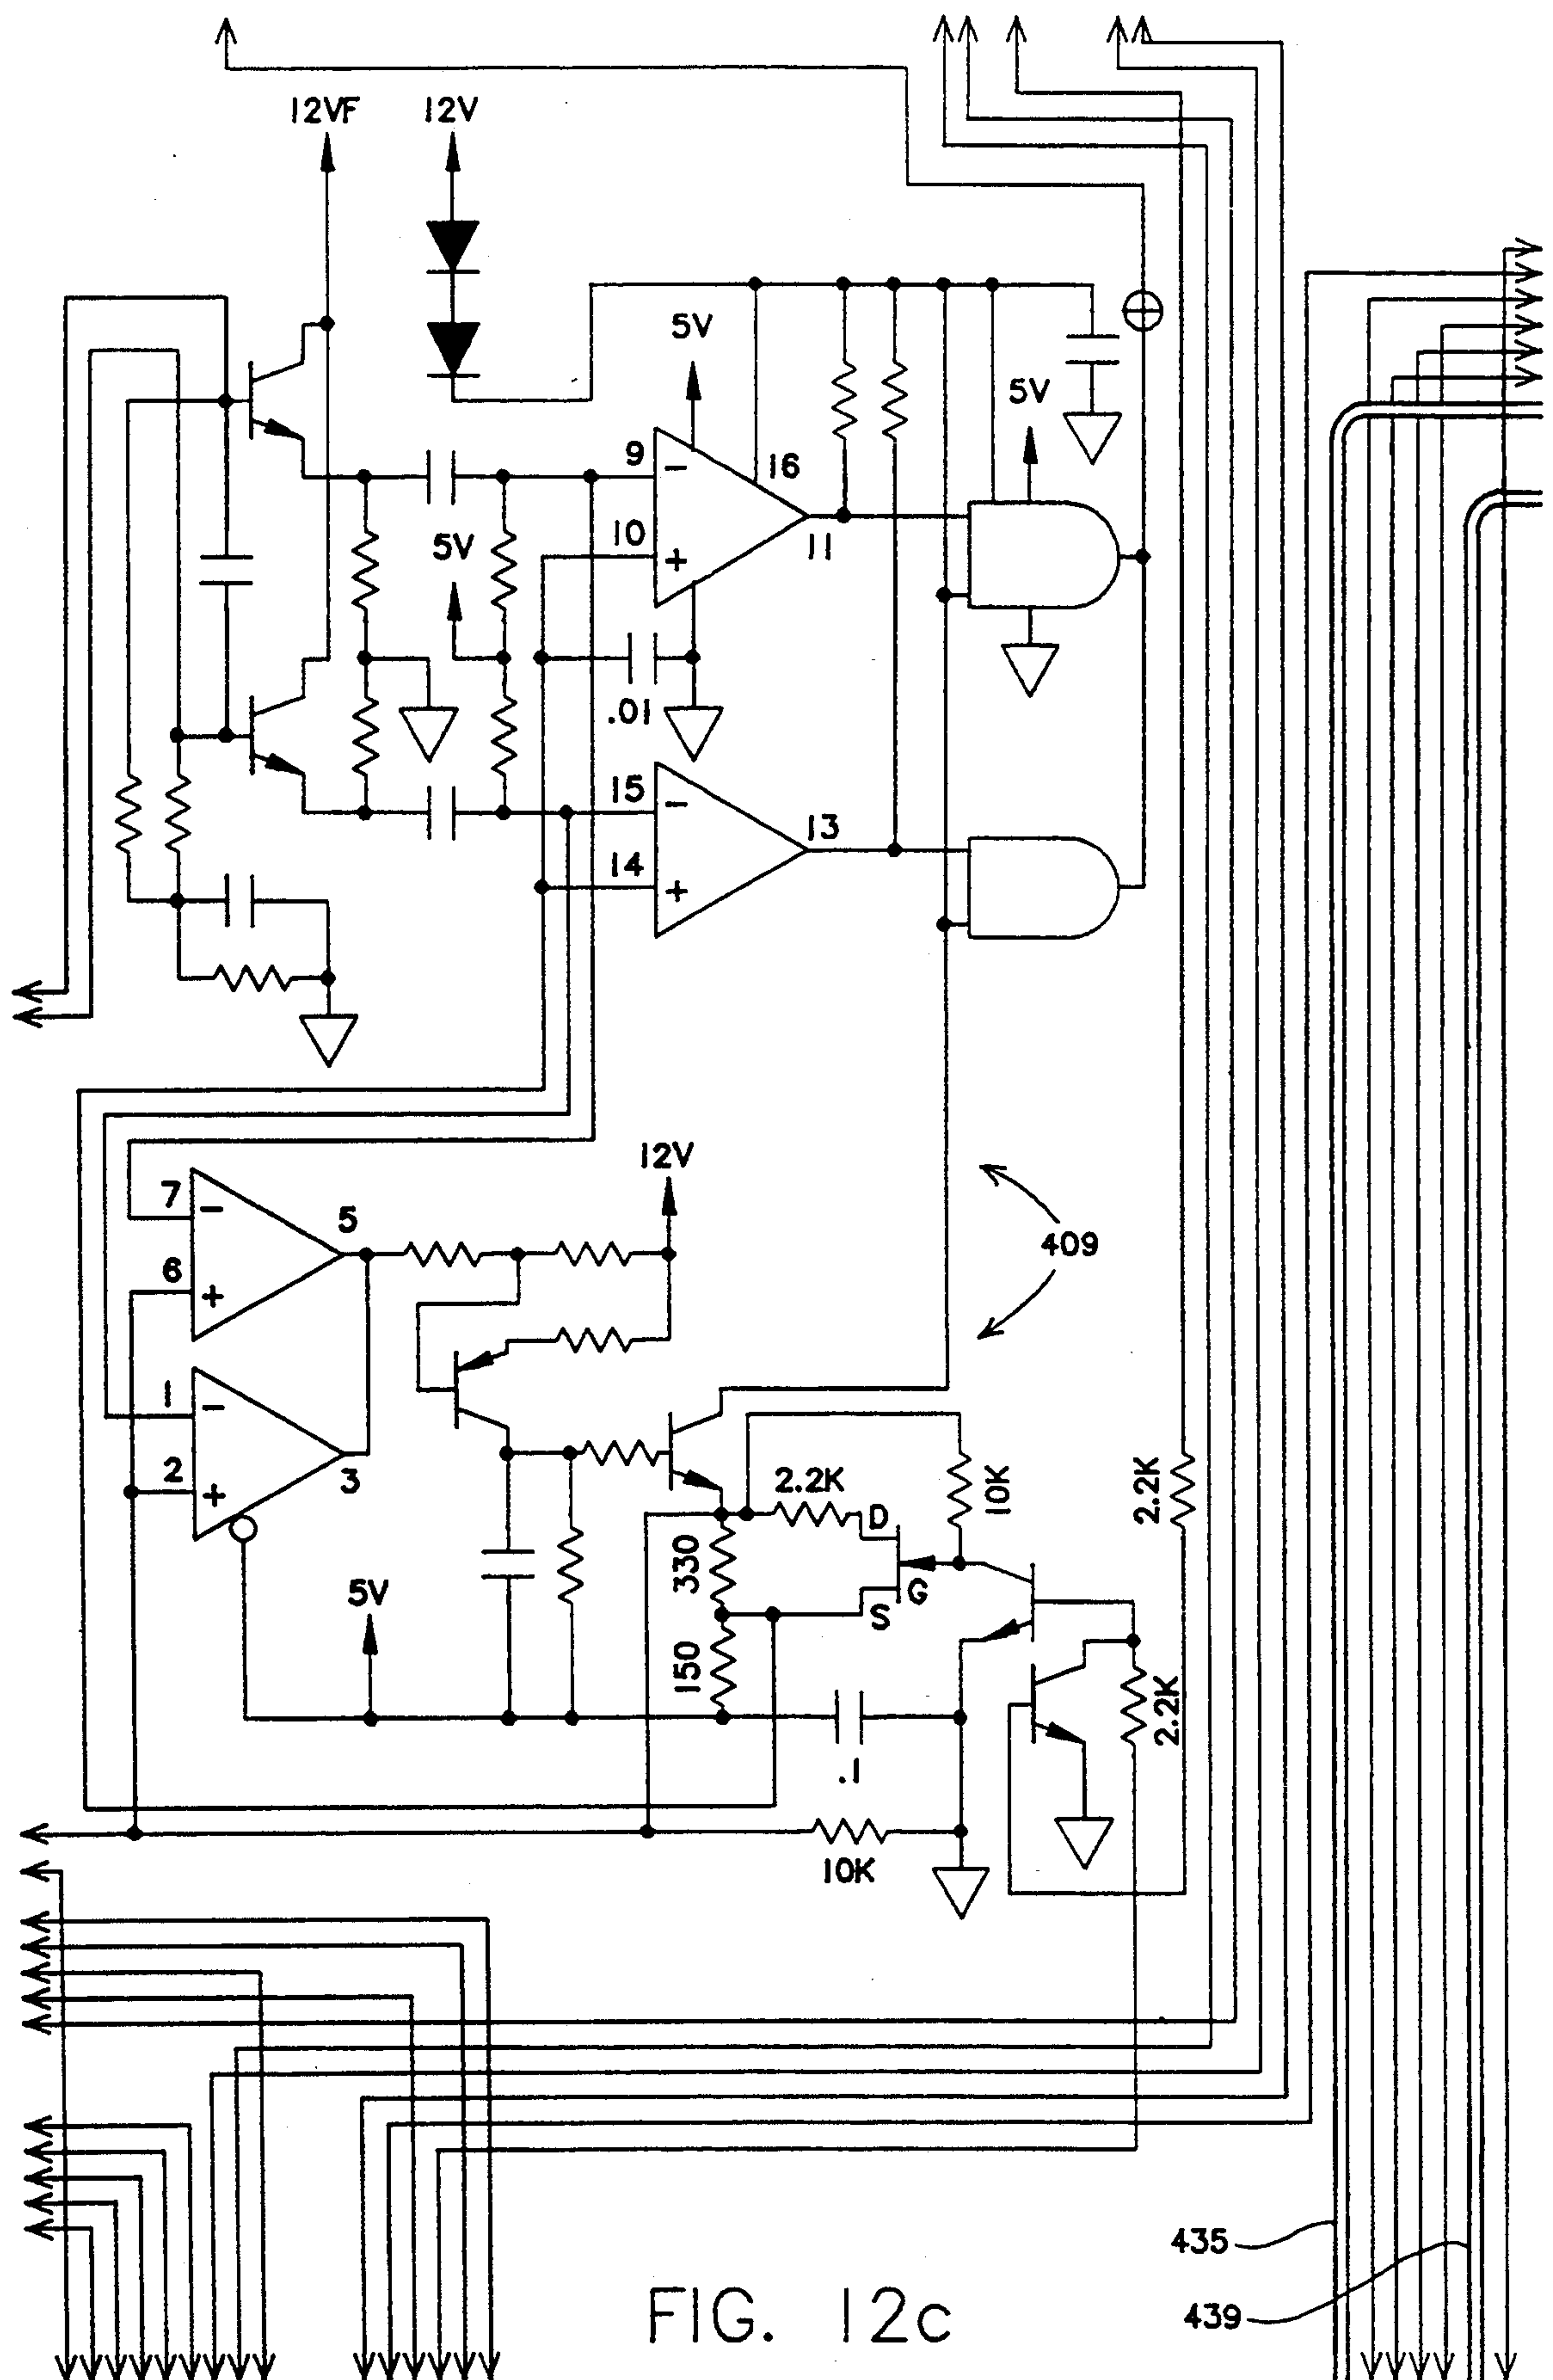 12VF 12V
5V
9 − 16
5V
10 + 11
5V
.01
15 −
13
14 +
12V
7 −
5
6 +
409
1 −
2 + 3
2.2K
D
10K
2.2K
330
G
5V
S
150
2.2K
.1
10K
435
439
FIG. 12c